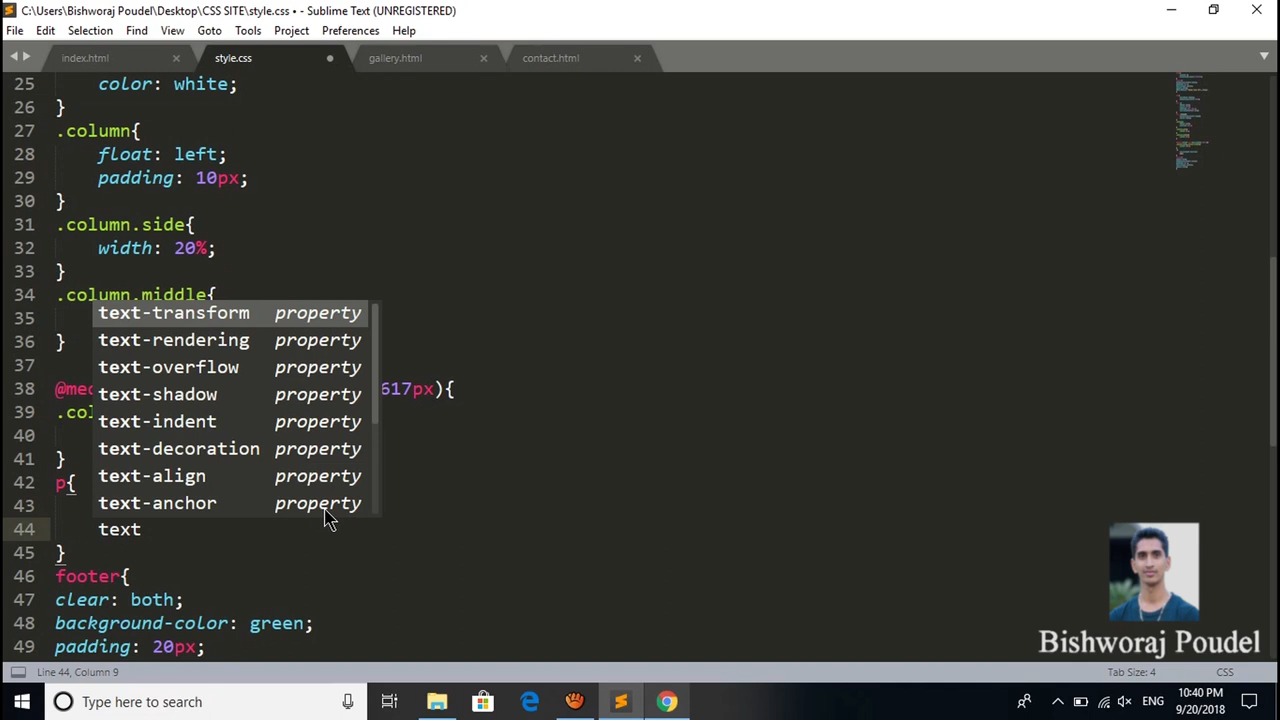 C:\Users\Bishworaj Poudel\Desktop\CSS SITE\style.css • - Sublime Text (UNREGISTERED)
File Edit Selection Find View Goto Tools Project Preferences Help
index.html style.css gallery.html contact.html
25 color: white;
26 }
27 .column{
28 float: left;
29 padding: 10px;
30 }
31 .column.side{
32 width: 20%;
33 }
34 .column.middle{
35
36 }
37
38 @med 617px){
39 .col
40
41 }
42 p{
43
44 text
45 }
46 footer{
47 clear: both;
48 background-color: green;
49 padding: 20px;
text-transform property
text-rendering property
text-overflow property
text-shadow property
text-indent property
text-decoration property
text-align property
text-anchor property
Bishworaj Poudel
Line 44, Column 9 Tab Size: 4 CSS
Type here to search
ENG
10:40 PM
9/20/2018